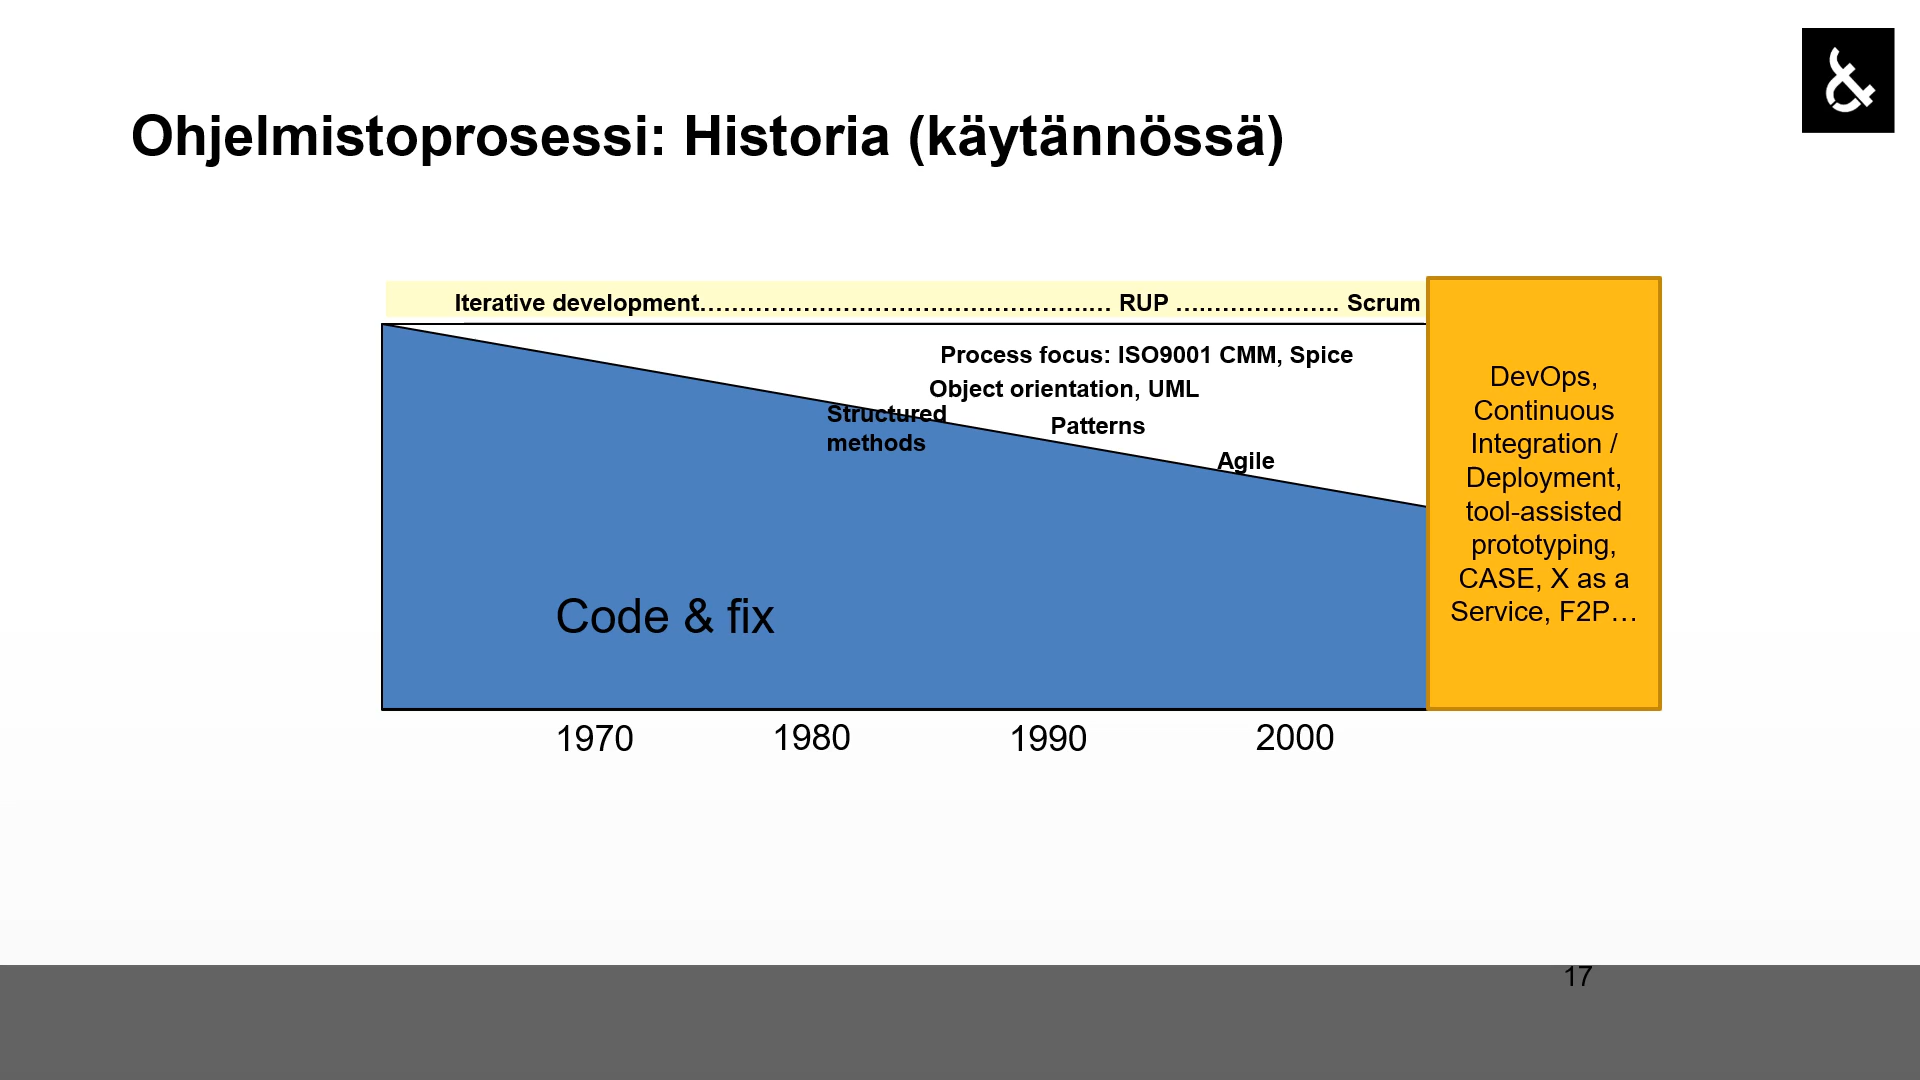 &
Ohjelmistoprosessi: Historia (käytännössä)
Iterative development…………………………………………..… RUP ….…………….. Scrum
Process focus: ISO9001 CMM, Spice
Object orientation, UML
Structured
methods
Patterns
Agile
Code & fix
DevOps,
Continuous
Integration /
Deployment,
tool-assisted
prototyping,
CASE, X as a
Service, F2P…
1970 1980 1990 2000
17